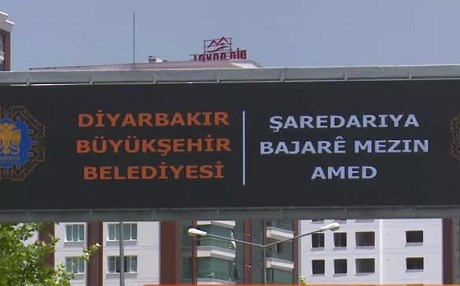 DİYARBAKIR
BÜYÜKŞEHİR
BELEDİYESİ
ŞAREDARIYA
BAJARÊ MEZIN
AMED